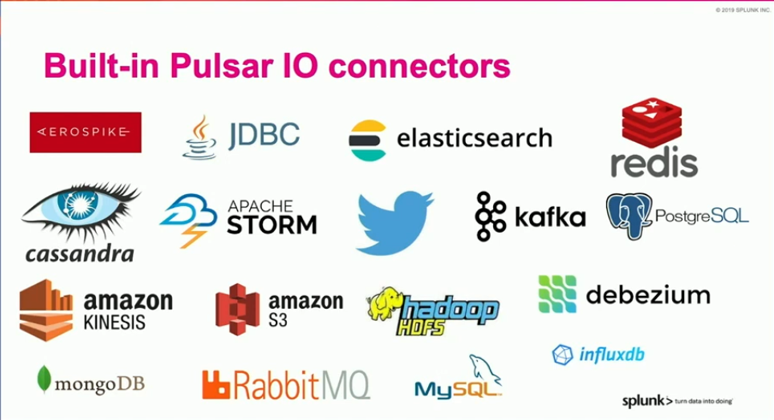 © 2019 SPLUNK INC.
Built-in Pulsar IO connectors
AEROSPIKE
JDBC
elasticsearch
redis
cassandra
APACHE
STORM
kafka
PostgreSQL
amazon
KINESIS
amazon
S3
hadoop
HDFS
debezium
influxdb
mongoDB
RabbitMQ
MySQL
splunk> turn data into doing